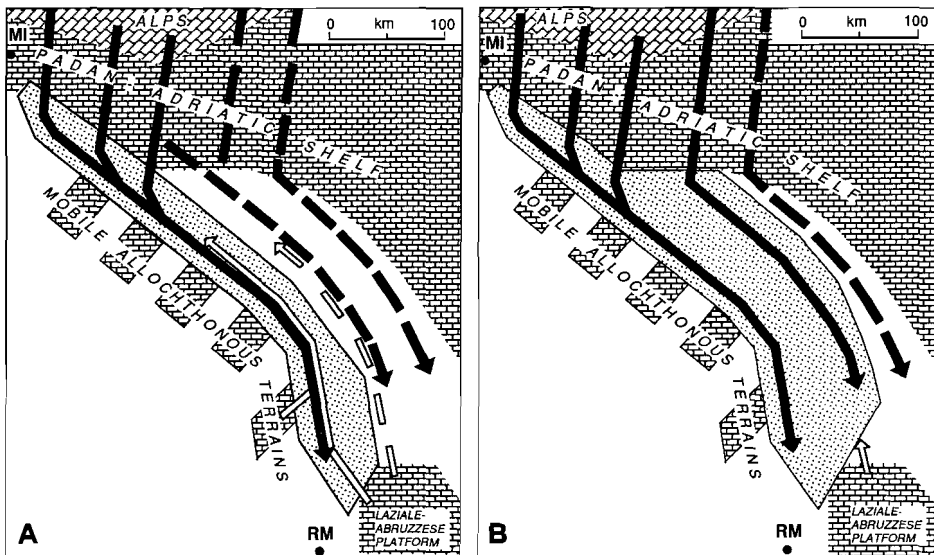 ALPS
0 km 100
MI
PADAN - ADRIATIC SHELF
MOBILE ALLOCHTHONOUS TERRAINS
LAZIALE-
ABRUZZESE
PLATFORM
A
RM
ALPS
0 km 100
MI
PADAN - ADRIATIC SHELF
MOBILE ALLOCHTHONOUS TERRAINS
LAZIALE-
ABRUZZESE
PLATFORM
B
RM